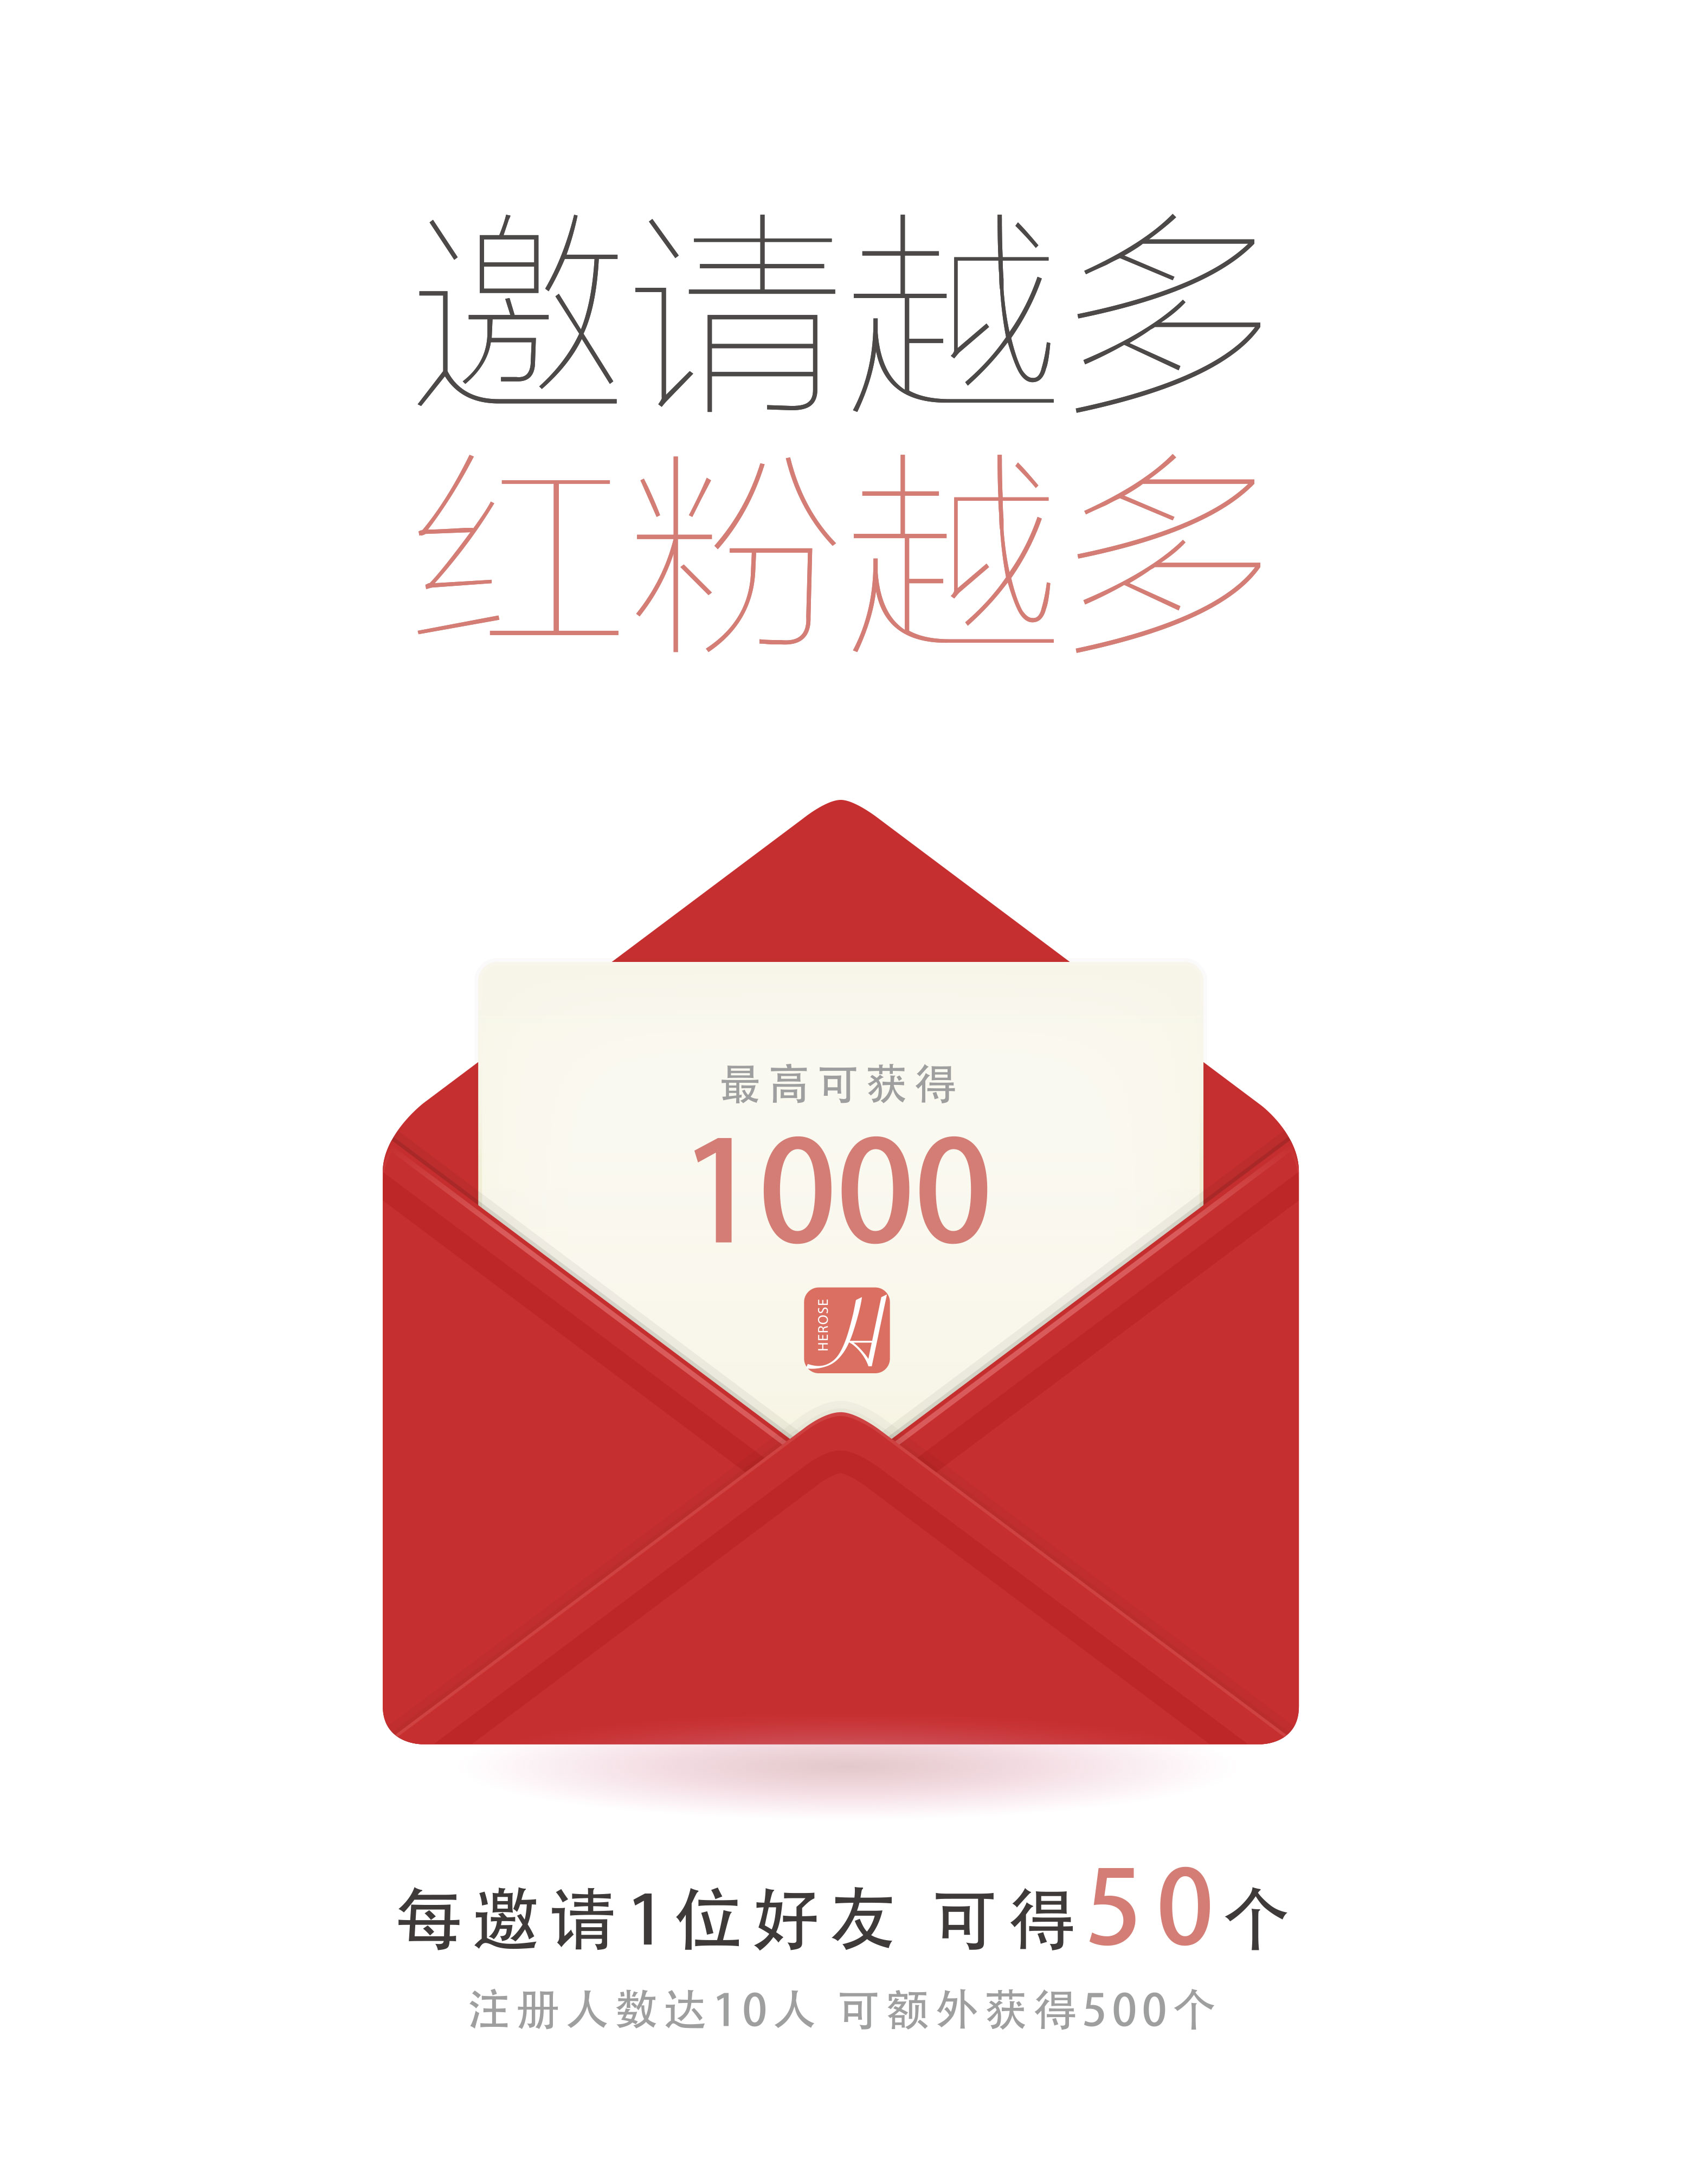 邀请越多
红粉越多
最高可获得
1000
HEROSE
H
每邀请1位好友 可得50个
注册人数达10人 可额外获得500个